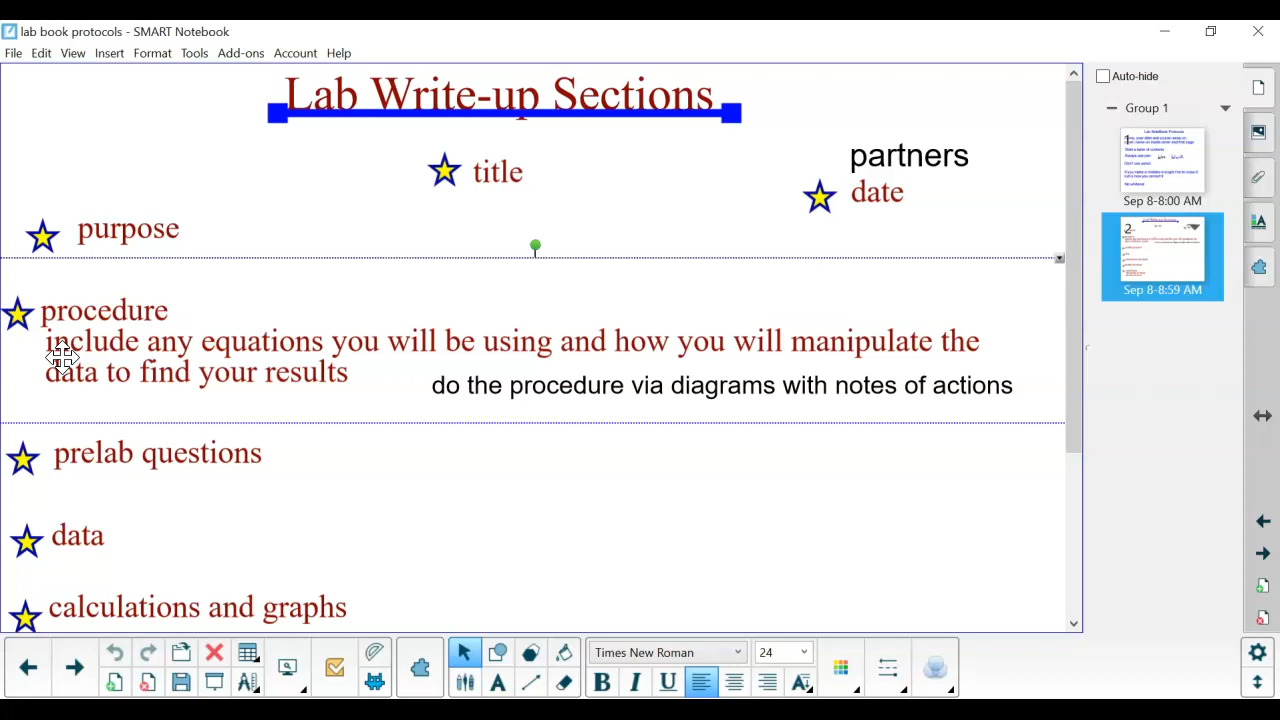 lab book protocols - SMART Notebook
File Edit View Insert Format Tools Add-ons Account Help
Lab Write-up Sections
title
partners
date
purpose
procedure
include any equations you will be using and how you will manipulate the
data to find your results
do the procedure via diagrams with notes of actions
prelab questions
data
calculations and graphs
Auto-hide
Group 1
1
Sep 8-8:00 AM
2
Sep 8-8:59 AM
Times New Roman
24
B I U